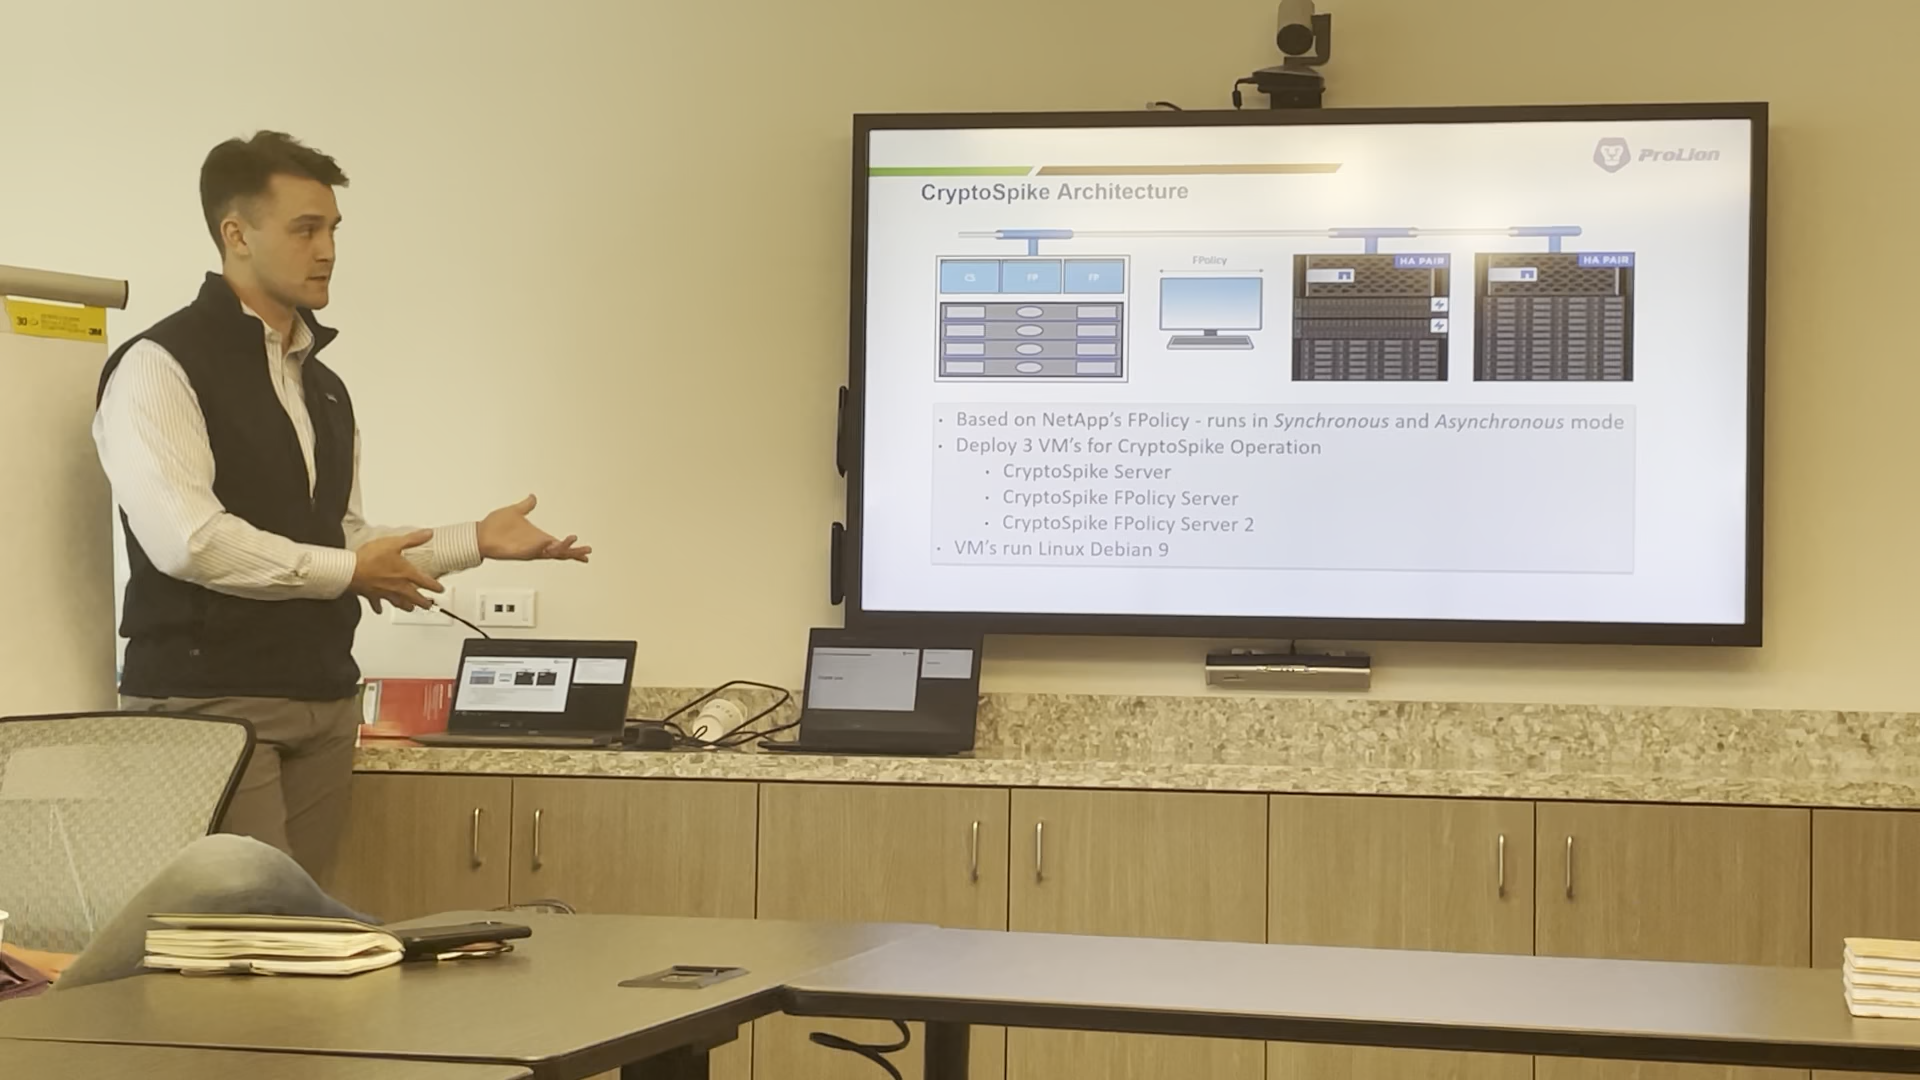 ProLion
CryptoSpike Architecture
FPolicy
HA PAIR
HA PAIR
CS
FP
FP
· Based on NetApp's FPolicy - runs in Synchronous and Asynchronous mode
· Deploy 3 VM's for CryptoSpike Operation
· CryptoSpike Server
· CryptoSpike FPolicy Server
· CryptoSpike FPolicy Server 2
· VM's run Linux Debian 9
30
3M